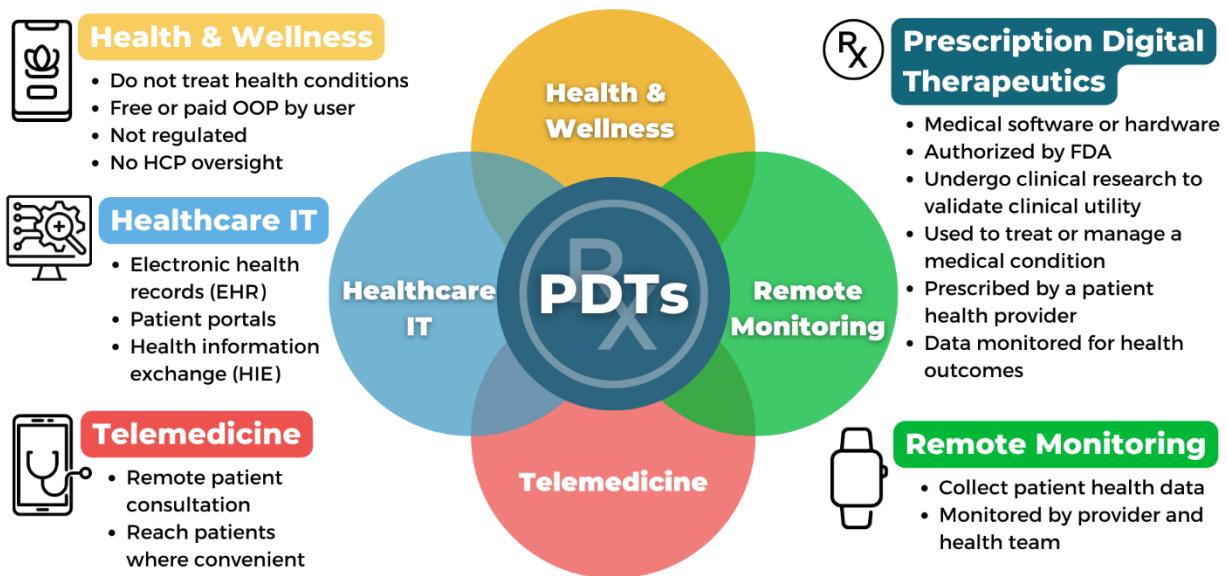 Health & Wellness
• Do not treat health conditions
• Free or paid OOP by user
• Not regulated
• No HCP oversight
Healthcare IT
• Electronic health
records (EHR)
• Patient portals
• Health information
exchange (HIE)
Telemedicine
• Remote patient
consultation
• Reach patients
where convenient
Health &
Wellness
Healthcare
IT
Rx
PDTs
Remote
Monitoring
Telemedicine
Rx
Prescription Digital
Therapeutics
• Medical software or hardware
• Authorized by FDA
• Undergo clinical research to
validate clinical utility
• Used to treat or manage a
medical condition
• Prescribed by a patient
health provider
• Data monitored for health
outcomes
Remote Monitoring
• Collect patient health data
• Monitored by provider and
health team